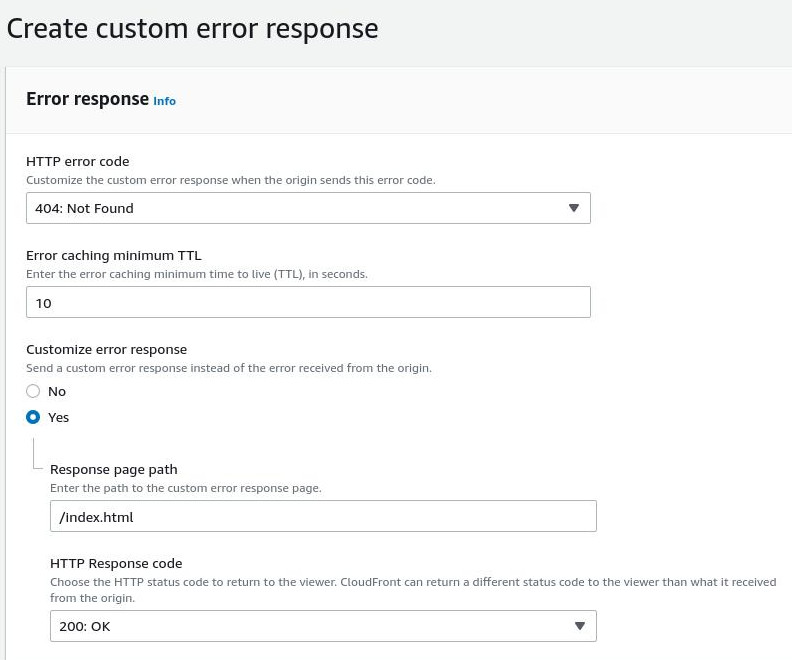 Create custom error response
Error response Info
HTTP error code
Customize the custom error response when the origin sends this error code.
404: Not Found
Error caching minimum TTL
Enter the error caching minimum time to live (TTL), in seconds.
10
Customize error response
Send a custom error response instead of the error received from the origin.
No
Yes
Response page path
Enter the path to the custom error response page.
/index.html
HTTP Response code
Choose the HTTP status code to return to the viewer. CloudFront can return a different status code to the viewer than what it received
from the origin.
200: OK